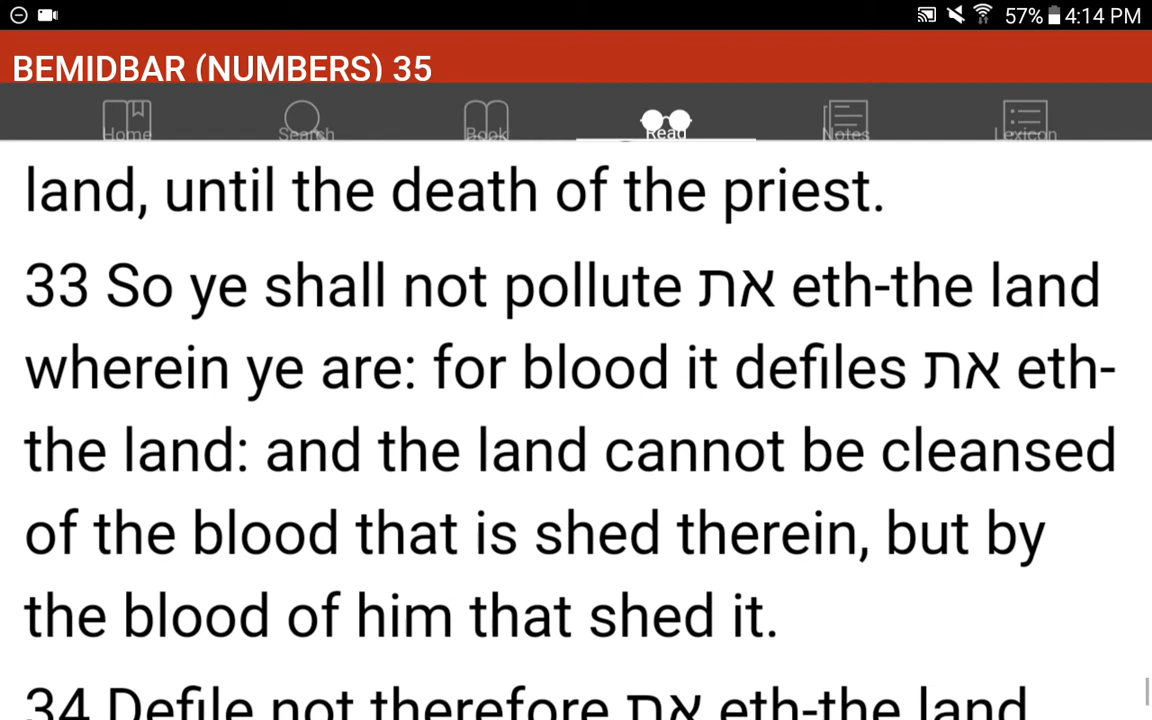 57% 4:14 PM
BEMIDBAR (NUMBERS) 35
Home Search Book Read Notes Lexicon
land, until the death of the priest.
33 So ye shall not pollute את eth-the land
wherein ye are: for blood it defiles את eth-
the land: and the land cannot be cleansed
of the blood that is shed therein, but by
the blood of him that shed it.
34 Defile not therefore את eth-the land